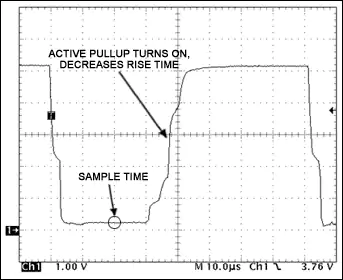 ACTIVE PULLUP TURNS ON,
DECREASES RISE TIME
T
SAMPLE TIME
1
Ch1 1.00 V M 10.0µs Ch1 3.76 V